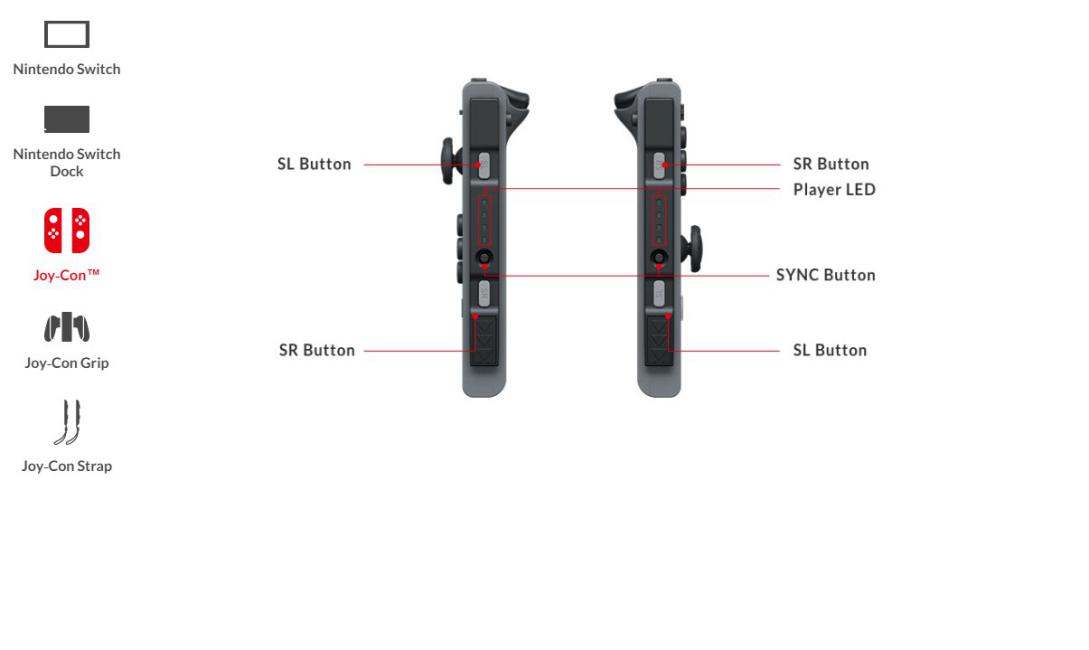 Nintendo Switch
Nintendo Switch
Dock
Joy-Con™
Joy-Con Grip
Joy-Con Strap
SL Button
SR Button
SR Button
Player LED
SYNC Button
SL Button